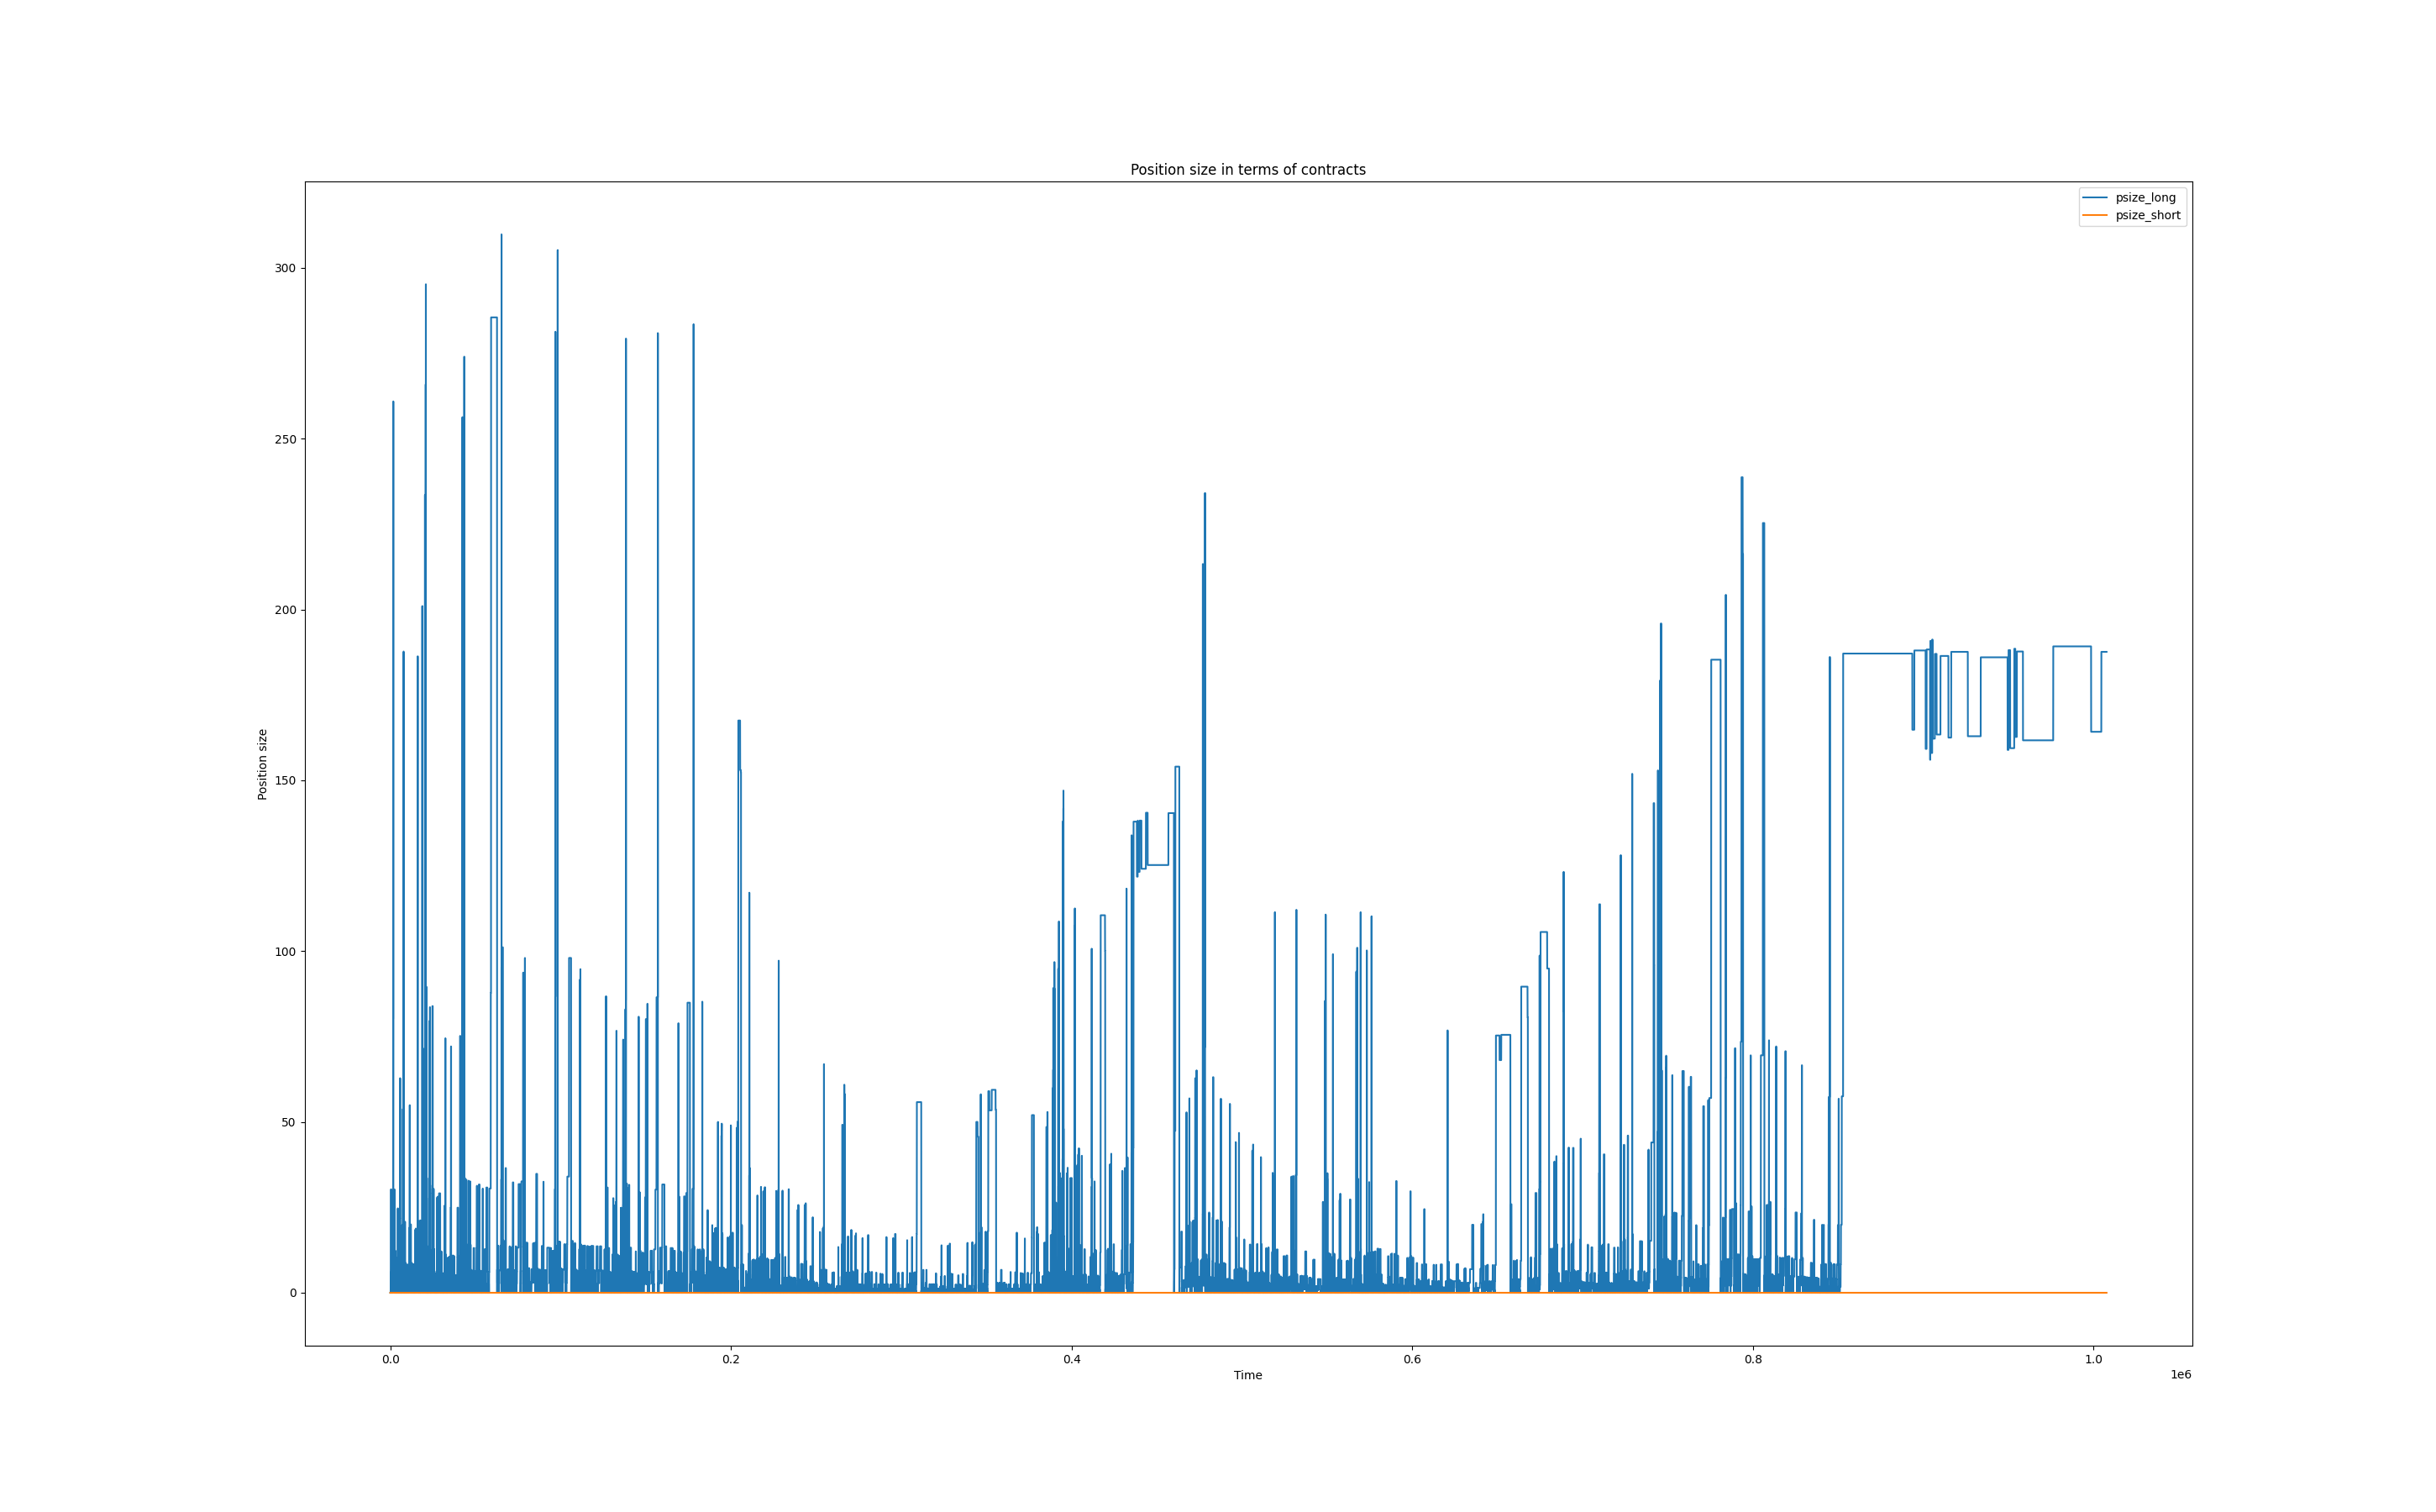 Position size in terms of contracts
psize_long
psize_short
300
250
200
150
100
50
0
Position size
0.0 0.2 0.4 0.6 0.8 1.0
Time
1e6